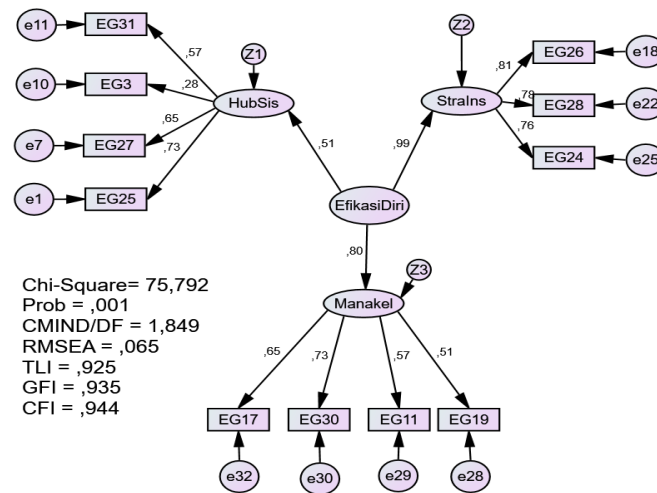 e11
EG31
,57
Z1
Z2
EG26
e18
,81
e10
EG3
,28
HubSis
StraIns
,78
EG28
e22
e7
EG27
,65
,76
EG24
e25
,73
e1
EG25
,51
,99
EfikasiDiri
,80
Z3
Manakel
Chi-Square= 75,792
Prob = ,001
CMIND/DF = 1,849
RMSEA = ,065
TLI = ,925
GFI = ,935
CFI = ,944
,65
,73
,57
,51
EG17
EG30
EG11
EG19
e32
e30
e29
e28